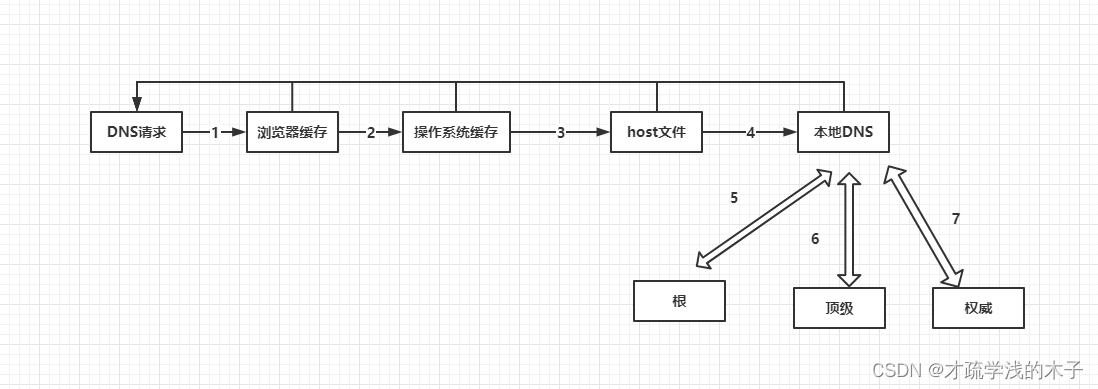 DNS请求
1
浏览器缓存
2
操作系统缓存
3
host文件
4
本地DNS
5
6
7
根
顶级
权威
CSDN @才疏学浅的木子